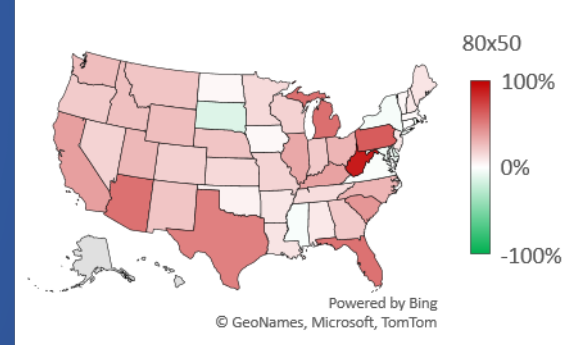 80x50
100%
0%
-100%
Powered by Bing
© GeoNames, Microsoft, TomTom